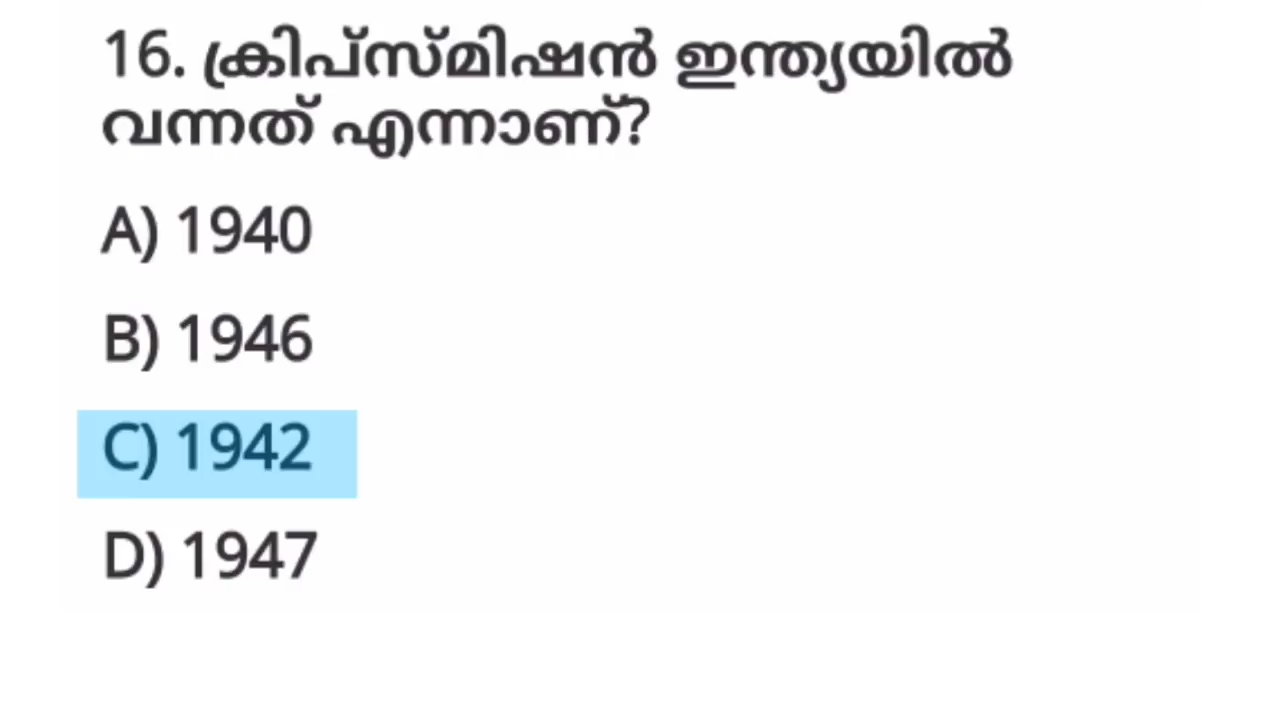 16. ക്രിപ്സ്മിഷൻ ഇന്ത്യയിൽ
വന്നത് എന്നാണ്?
A) 1940
B) 1946
C) 1942
D) 1947